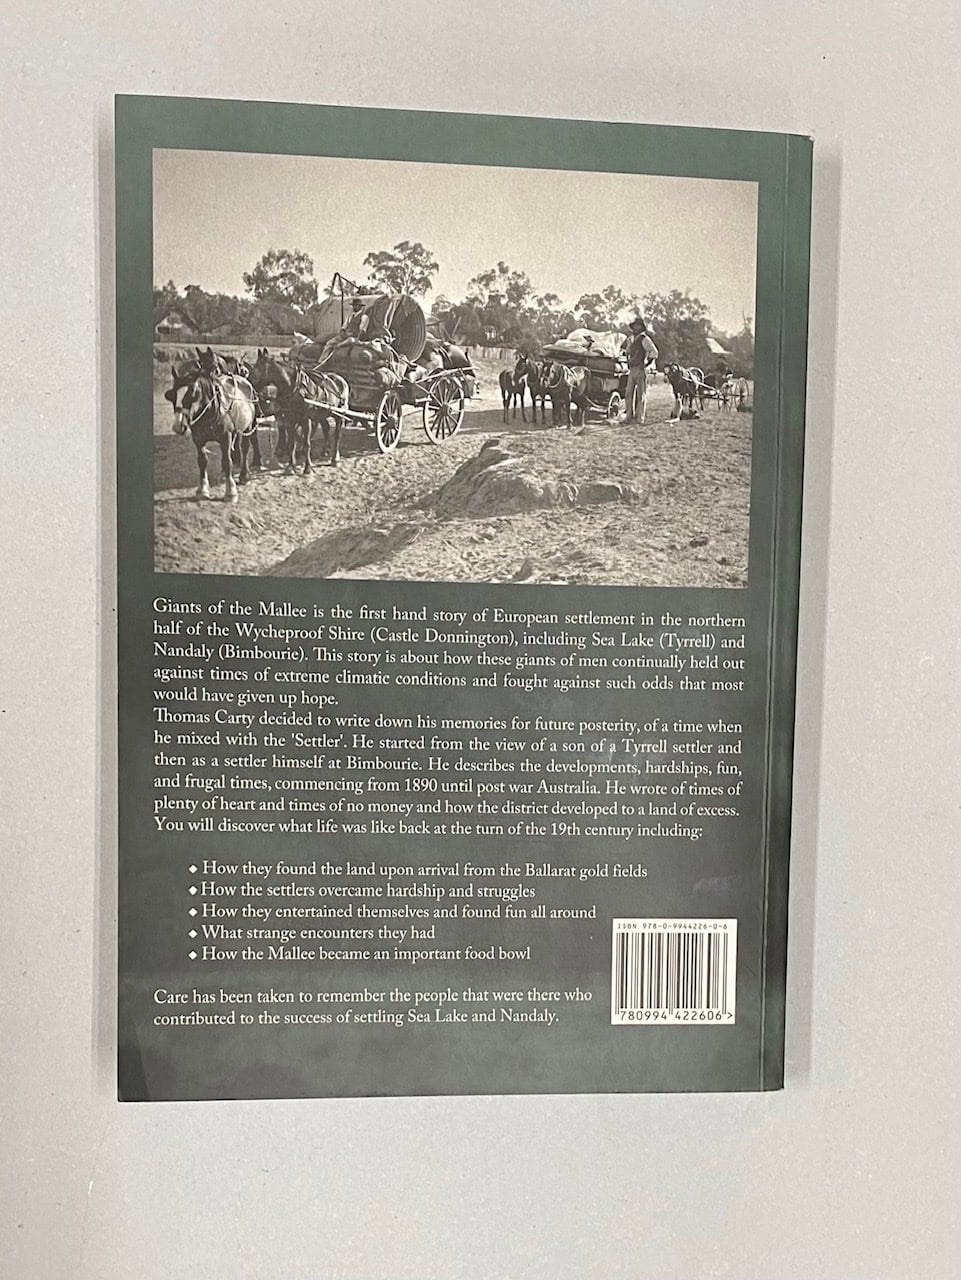 Giants of the Mallee is the first hand story of European settlement in the northern
half of the Wycheproof Shire (Castle Donnington), including Sea Lake (Tyrrell) and
Nandaly (Bimbourie). This story is about how these giants of men continually held out
against times of extreme climatic conditions and fought against such odds that most
would have given up hope.
Thomas Carty decided to write down his memories for future posterity, of a time when
he mixed with the 'Settler'. He started from the view of a son of a Tyrrell settler and
then as a settler himself at Bimbourie. He describes the developments, hardships, fun,
and frugal times, commencing from 1890 until post war Australia. He wrote of times of
plenty of heart and times of no money and how the district developed to a land of excess.
You will discover what life was like back at the turn of the 19th century including:
◆ How they found the land upon arrival from the Ballarat gold fields
◆ How the settlers overcame hardship and struggles
◆ How they entertained themselves and found fun all around
◆ What strange encounters they had
◆ How the Mallee became an important food bowl
Care has been taken to remember the people that were there who
contributed to the success of settling Sea Lake and Nandaly.
ISBN 978-0-9944226-0-6
780994 422606 >